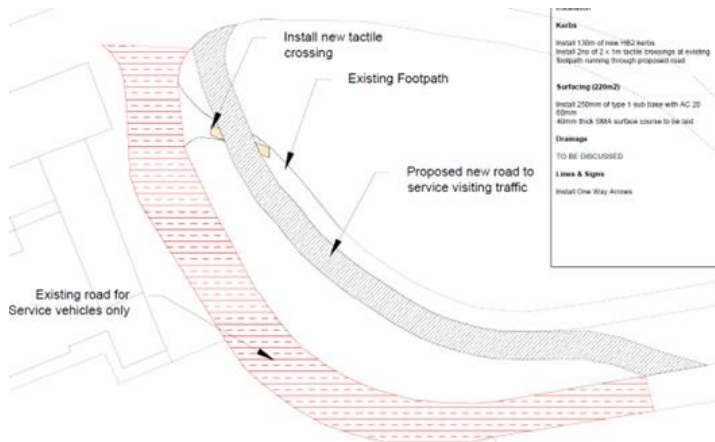 Install new tactile
crossing
Existing Footpath
Proposed new road to
service visiting traffic
Existing road for
Service vehicles only
Installation
Kerbs
Install 130m of new HB2 kerbs
Install 2no of 2 x 1m tactile crossings at existing
footpath running through proposed road
Surfacing (220m2)
Install 250mm of type 1 sub base with AC 20
60mm
40mm thick SMA surface course to be laid
Drainage
TO BE DISCUSSED
Lines & Signs
Install One Way Arrows